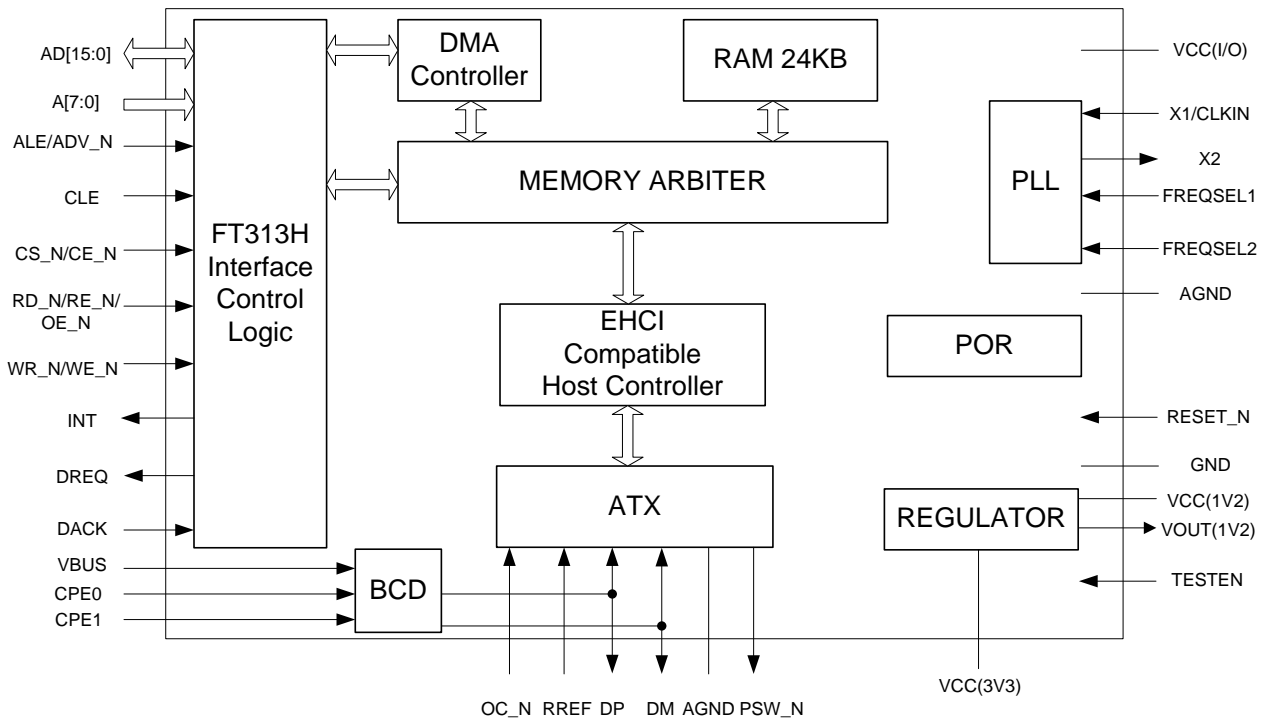 AD[15:0]
A[7:0]
ALE/ADV_N
CLE
CS_N/CE_N
RD_N/RE_N/
OE_N
WR_N/WE_N
INT
DREQ
DACK
VBUS
CPE0
CPE1
FT313H
Interface
Control
Logic
DMA
Controller
RAM 24KB
MEMORY ARBITER
EHCI
Compatible
Host Controller
ATX
BCD
OC_N
RREF
DP
DM
AGND
PSW_N
PLL
POR
REGULATOR
VCC(I/O)
X1/CLKIN
X2
FREQSEL1
FREQSEL2
AGND
RESET_N
GND
VCC(1V2)
VOUT(1V2)
TESTEN
VCC(3V3)